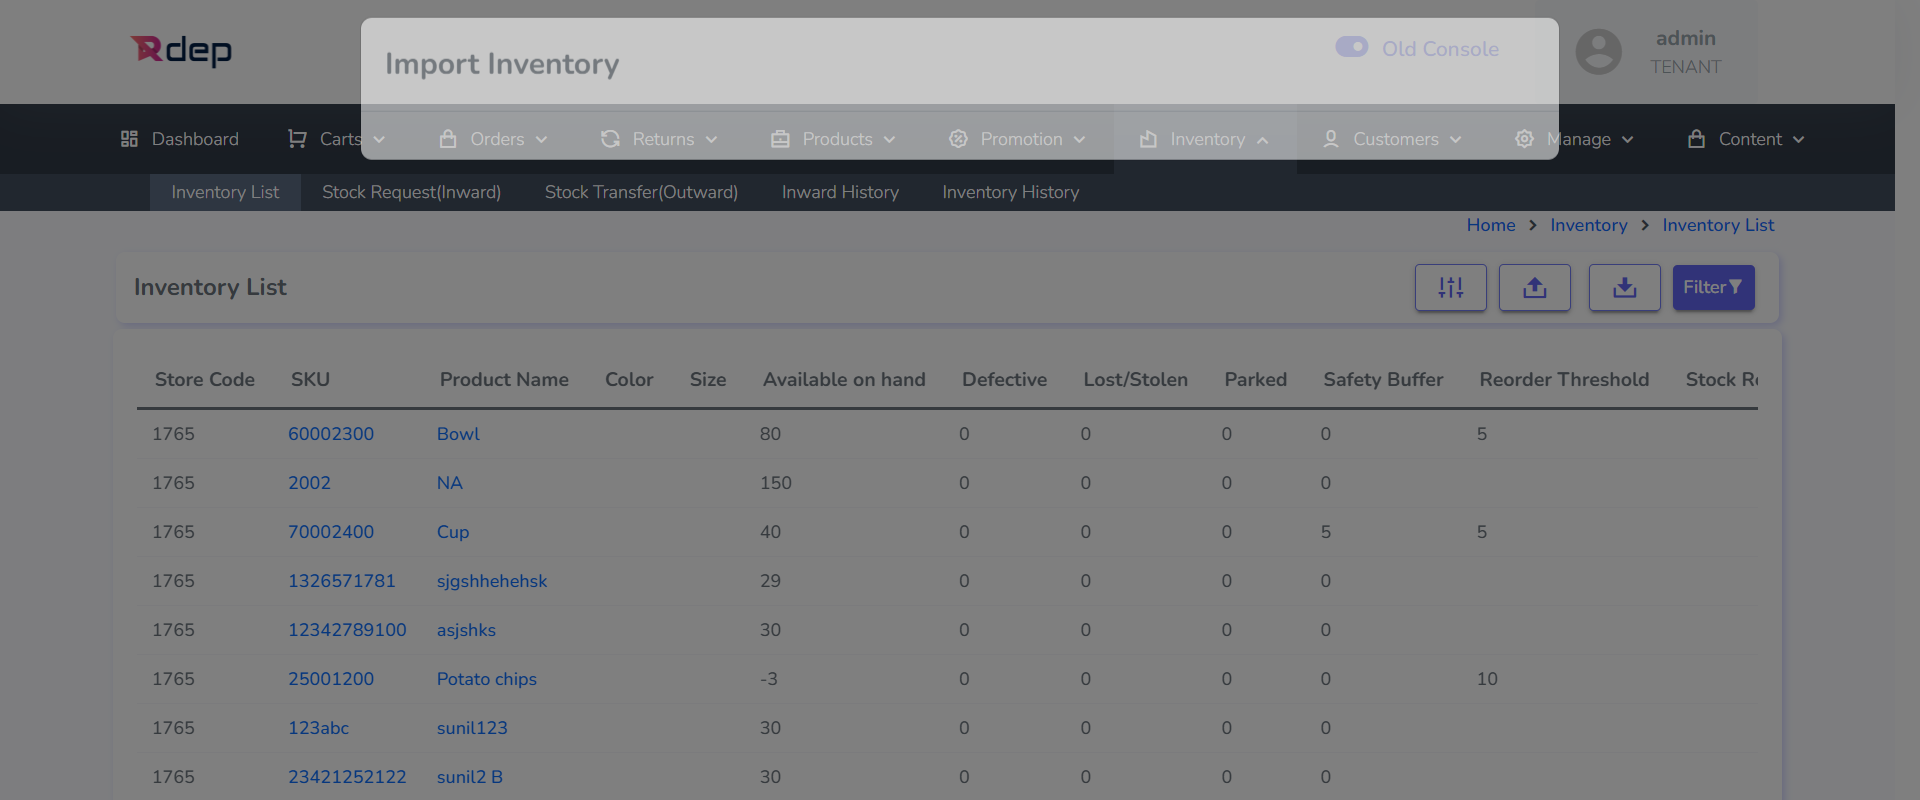 Rdep
Import Inventory
Old Console
admin
TENANT
Dashboard Carts Orders Returns Products Promotion Inventory Customers Manage Content
Inventory List Stock Request(Inward) Stock Transfer(Outward) Inward History Inventory History
Home > Inventory > Inventory List
Inventory List
Filter
Store Code SKU Product Name Color Size Available on hand Defective Lost/Stolen Parked Safety Buffer Reorder Threshold Stock
1765 60002300 Bowl 80 0 0 0 0 5
1765 2002 NA 150 0 0 0 0
1765 70002400 Cup 40 0 0 0 5 5
1765 1326571781 sjgshhehehsk 29 0 0 0 0
1765 12342789100 asjshks 30 0 0 0 0
1765 25001200 Potato chips -3 0 0 0 0 10
1765 123abc sunil123 30 0 0 0 0
1765 23421252122 sunil2 B 30 0 0 0 0